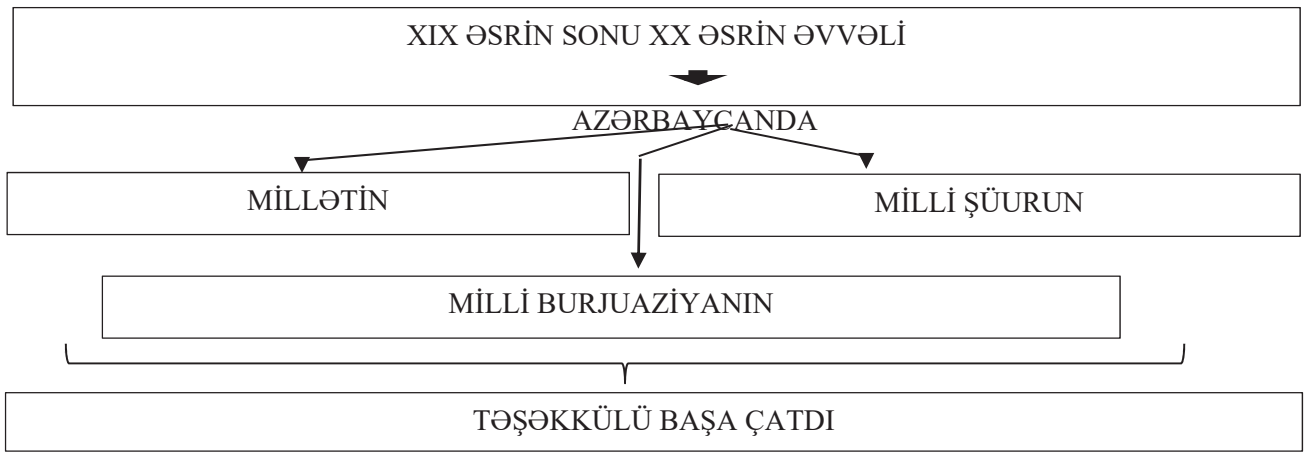 XIX ƏSRİN SONU XX ƏSRİN ƏVVƏLİ
AZƏRBAYCANDA
MİLLƏTİN
MİLLİ ŞÜURUN
MİLLİ BURJUAZİYANIN
TƏŞƏKKÜLÜ BAŞA ÇATDI